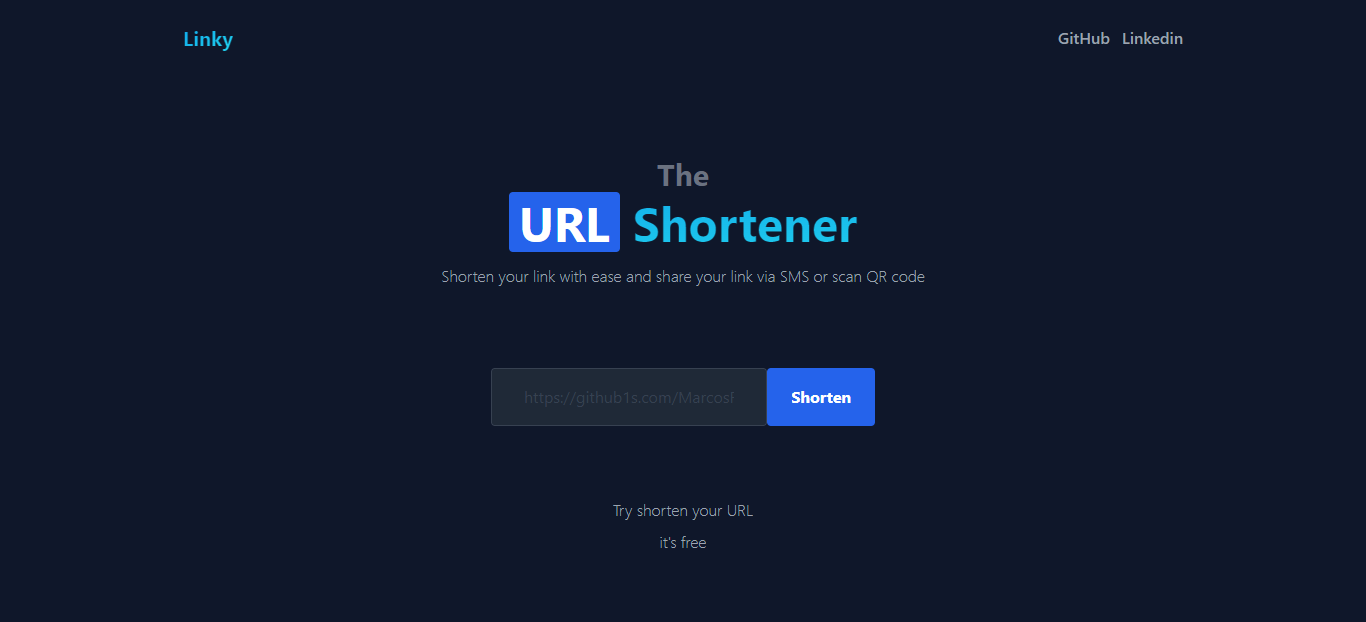 Linky
GitHub Linkedin
The
URL Shortener
Shorten your link with ease and share your link via SMS or scan QR code
https://github1s.com/Marcos
Shorten
Try shorten your URL
it's free